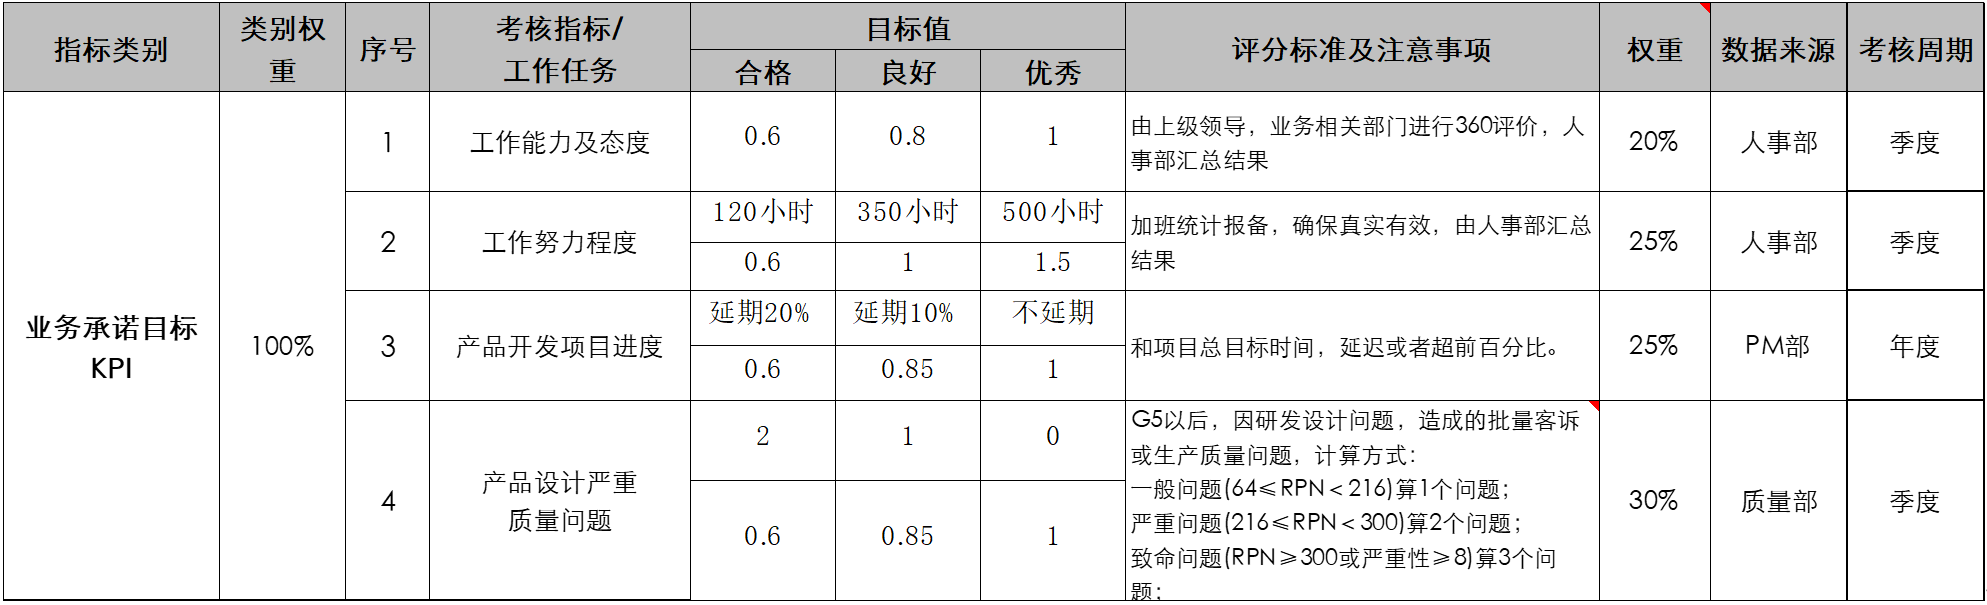 指标类别
类别权
重
序号
考核指标/
工作任务
目标值
合格
良好
优秀
评分标准及注意事项
权重
数据来源
考核周期
业务承诺目标
KPI
100%
1
工作能力及态度
0.6
0.8
1
由上级领导，业务相关部门进行360评价，人
事部汇总结果
20%
人事部
季度
2
工作努力程度
120小时
350小时
500小时
0.6
1
1.5
加班统计报备，确保真实有效，由人事部汇总
结果
25%
人事部
季度
3
产品开发项目进度
延期20%
延期10%
不延期
0.6
0.85
1
和项目总目标时间，延迟或者超前百分比。
25%
PM部
年度
4
产品设计严重
质量问题
2
1
0
0.6
0.85
1
G5以后，因研发设计问题，造成的批量客诉
或生产质量问题，计算方式：
一般问题(64≤RPN＜216)算1个问题；
严重问题(216≤RPN＜300)算2个问题；
致命问题(RPN≥300或严重性≥8)算3个问
题；
30%
质量部
季度